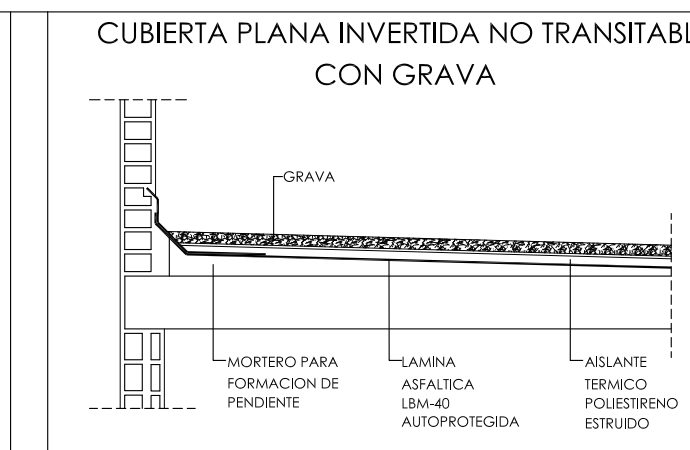 CUBIERTA PLANA INVERTIDA NO TRANSITABL
CON GRAVA
GRAVA
MORTERO PARA
FORMACION DE
PENDIENTE
LAMINA
ASFALTICA
LBM-40
AUTOPROTEGIDA
AISLANTE
TERMICO
POLIESTIRENO
ESTRUIDO